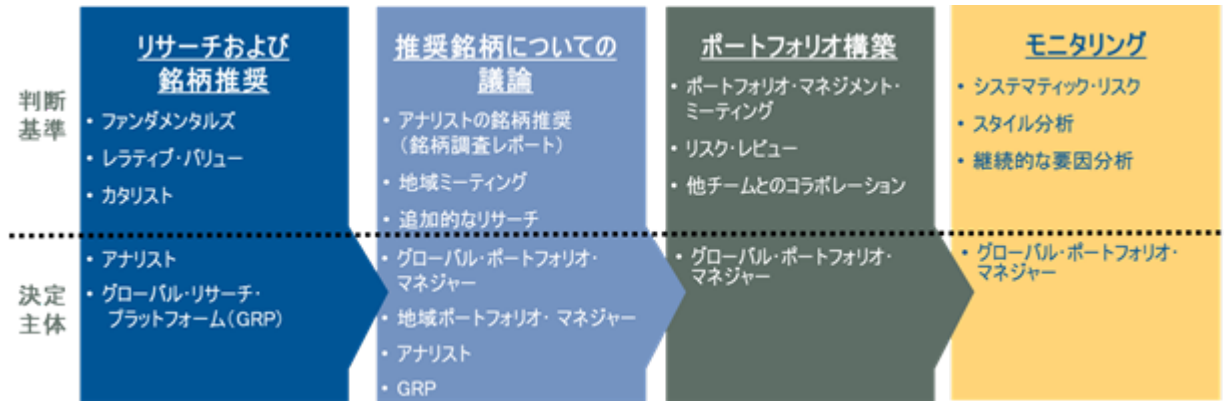 リサーチおよび
銘柄推奨
推奨銘柄についての
議論
ポートフォリオ構築
モニタリング
判断
基準
• ファンダメンタルズ
• レラティブ・バリュー
• カタリスト
• アナリストの銘柄推奨
（銘柄調査レポート）
• 地域ミーティング
• 追加的なリサーチ
• ポートフォリオ・マネジメント・
ミーティング
• リスク・レビュー
• 他チームとのコラボレーション
• システマティック・リスク
• スタイル分析
• 継続的な要因分析
決定
主体
• アナリスト
• グローバル・リサーチ・
プラットフォーム（GRP）
• グローバル・ポートフォリオ・
マネジャー
• 地域ポートフォリオ・ マネジャー
• アナリスト
• GRP
• グローバル・ポートフォリオ・
マネジャー
• グローバル・ポートフォリオ・
マネジャー